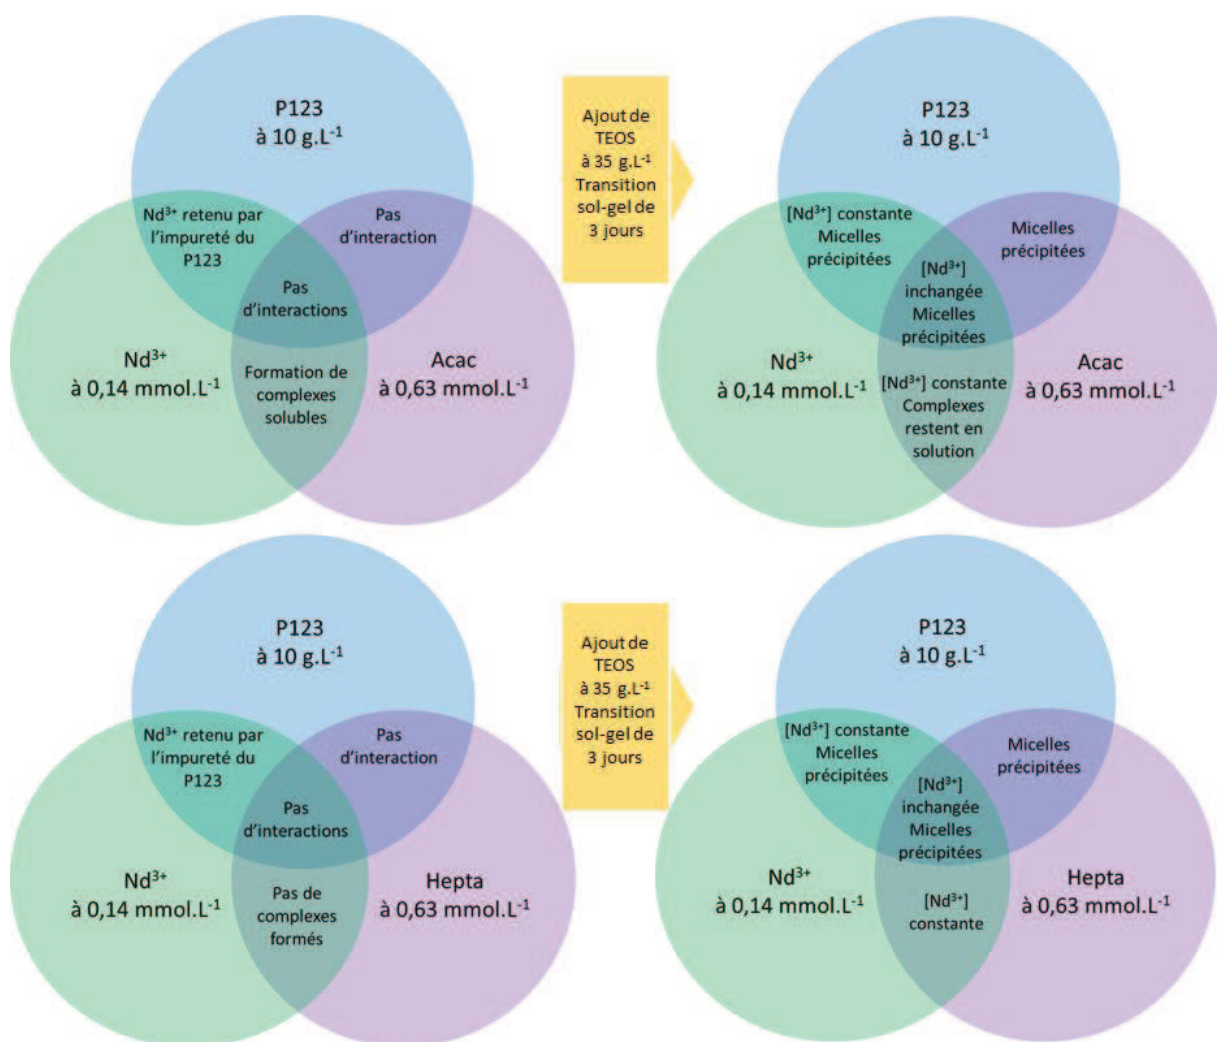 P123
à 10 g.L⁻¹
Nd³⁺ retenu par
l’impureté du
P123
Pas
d’interaction
Pas
d’interactions
Nd³⁺
à 0,14 mmol.L⁻¹
Formation de
complexes
solubles
Acac
à 0,63 mmol.L⁻¹
Ajout de
TEOS
à 35 g.L⁻¹
Transition
sol-gel de
3 jours
P123
à 10 g.L⁻¹
[Nd³⁺] constante
Micelles
précipitées
Micelles
précipitées
[Nd³⁺]
inchangée
Micelles
précipitées
Nd³⁺
à 0,14 mmol.L⁻¹
[Nd³⁺] constante
Complexes
restent en
solution
Acac
à 0,63 mmol.L⁻¹
P123
à 10 g.L⁻¹
Nd³⁺ retenu par
l’impureté du
P123
Pas
d’interaction
Pas
d’interactions
Nd³⁺
à 0,14 mmol.L⁻¹
Pas de
complexes
formés
Hepta
à 0,63 mmol.L⁻¹
Ajout de
TEOS
à 35 g.L⁻¹
Transition
sol-gel de
3 jours
P123
à 10 g.L⁻¹
[Nd³⁺] constante
Micelles
précipitées
Micelles
précipitées
[Nd³⁺]
inchangée
Micelles
précipitées
Nd³⁺
à 0,14 mmol.L⁻¹
[Nd³⁺]
constante
Hepta
à 0,63 mmol.L⁻¹